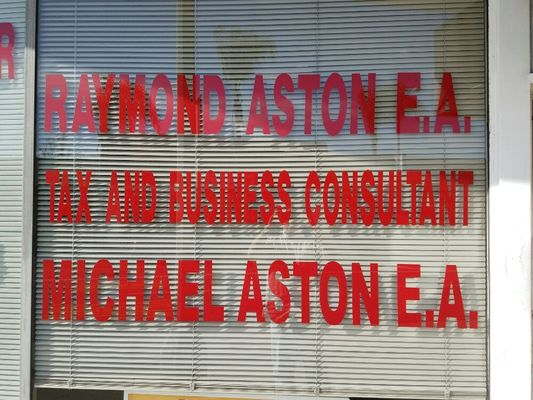 RAYMOND ASTON E.A.
TAX AND BUSINESS CONSULTANT
MICHAEL ASTON E.A.